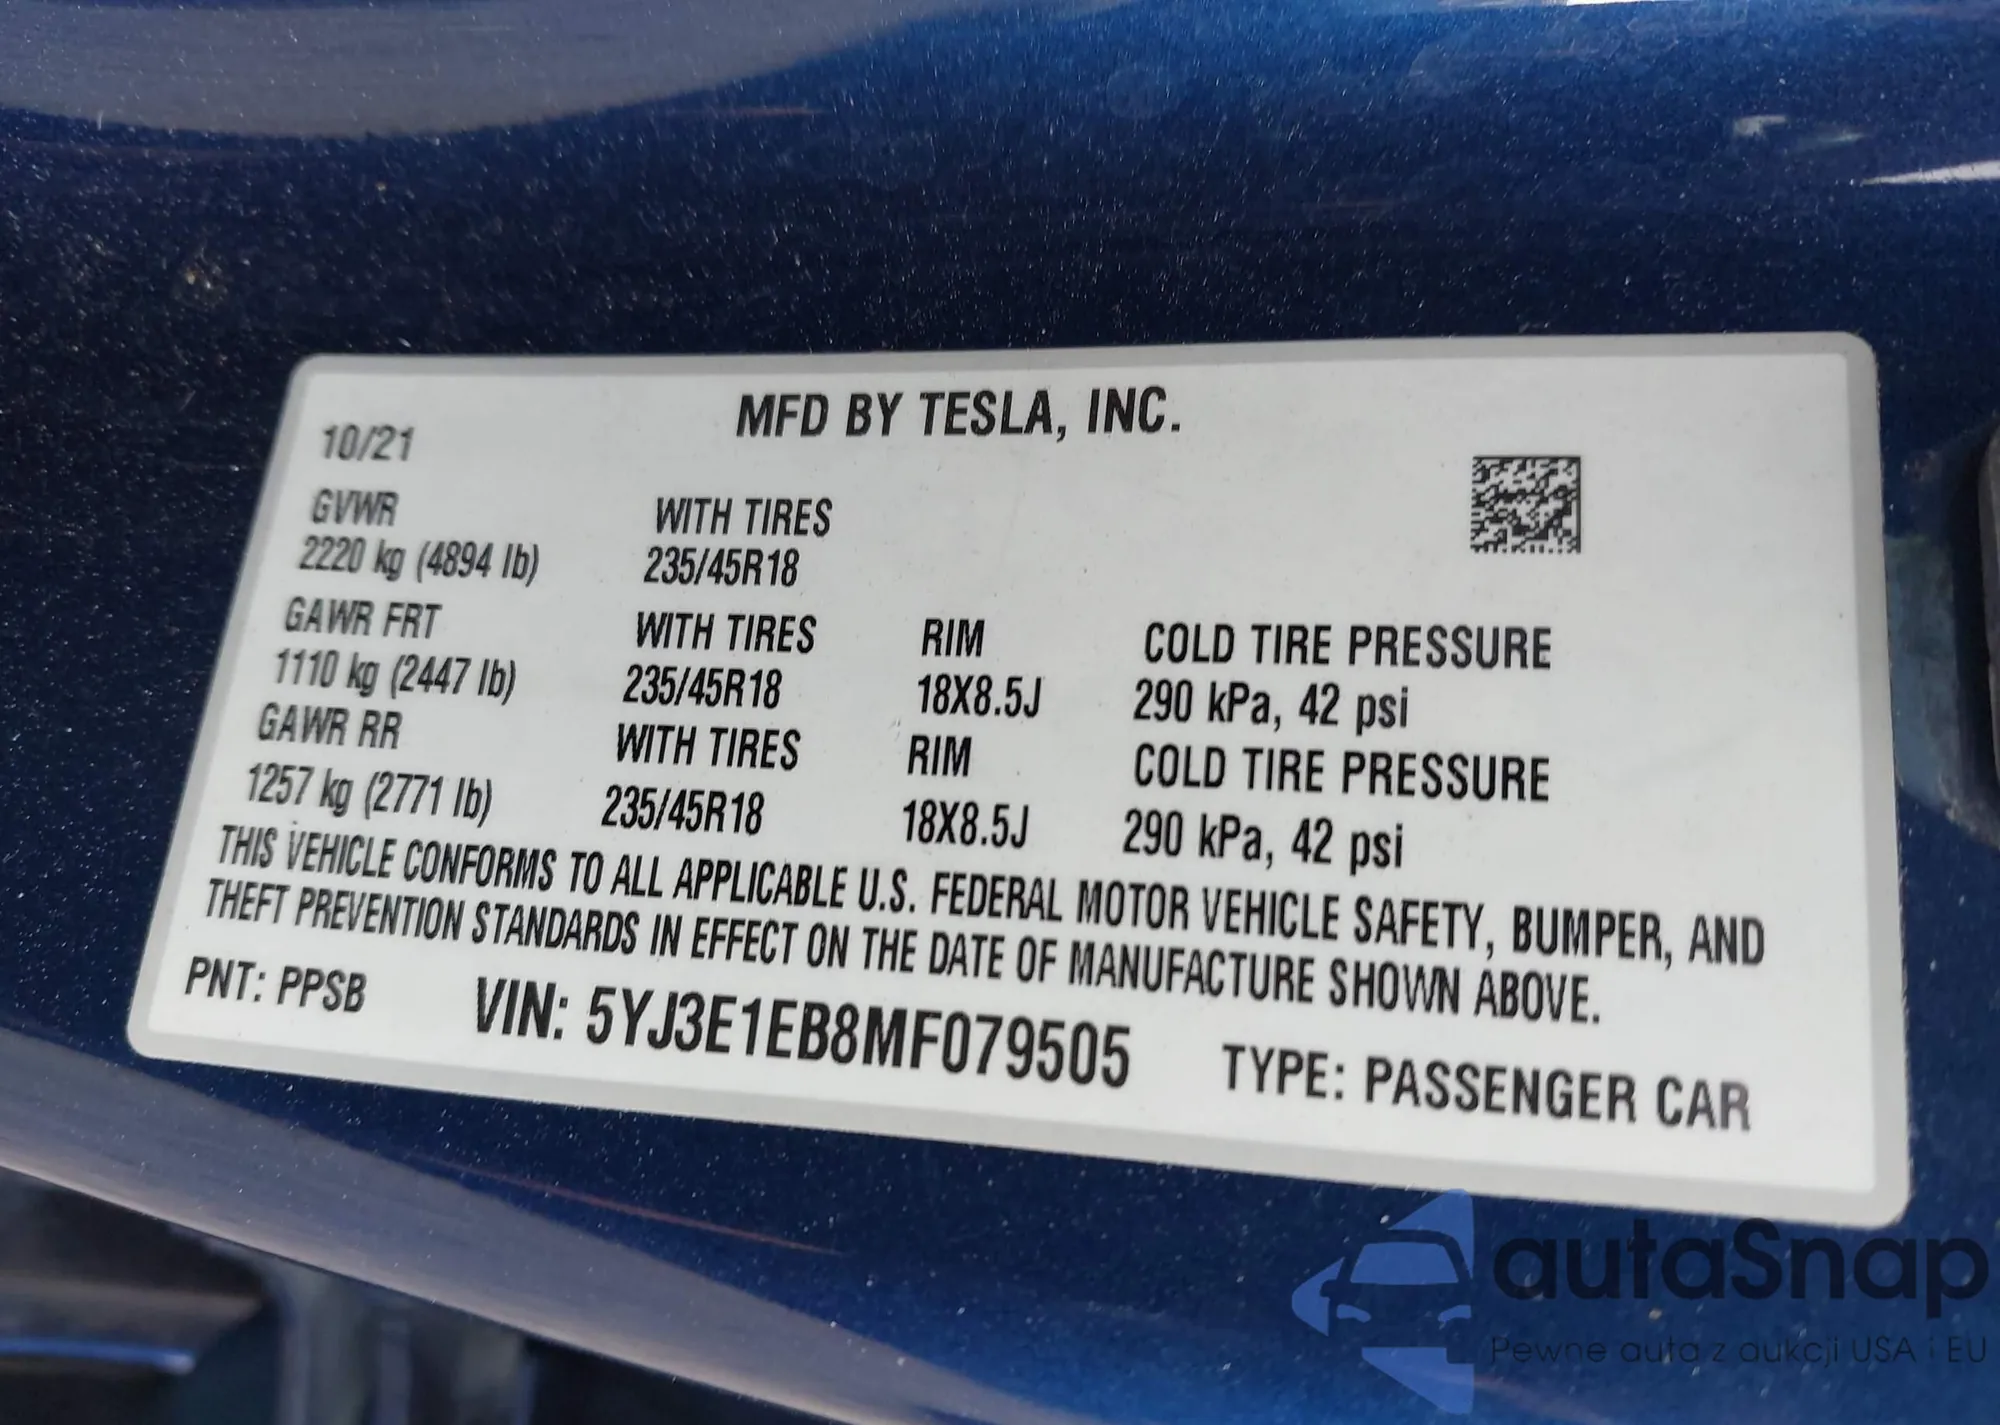 MFD BY TESLA, INC.
10/21
GVWR WITH TIRES
2220 kg (4894 lb) 235/45R18
GAWR FRT WITH TIRES RIM COLD TIRE PRESSURE
1110 kg (2447 lb) 235/45R18 18X8.5J 290 kPa, 42 psi
GAWR RR WITH TIRES RIM COLD TIRE PRESSURE
1257 kg (2771 lb) 235/45R18 18X8.5J 290 kPa, 42 psi
THIS VEHICLE CONFORMS TO ALL APPLICABLE U.S. FEDERAL MOTOR VEHICLE SAFETY, BUMPER, AND
THEFT PREVENTION STANDARDS IN EFFECT ON THE DATE OF MANUFACTURE SHOWN ABOVE.
PNT: PPSB VIN: 5YJ3E1EB8MF079505 TYPE: PASSENGER CAR
autaSnap
Pewne auta z aukcji USA i EU